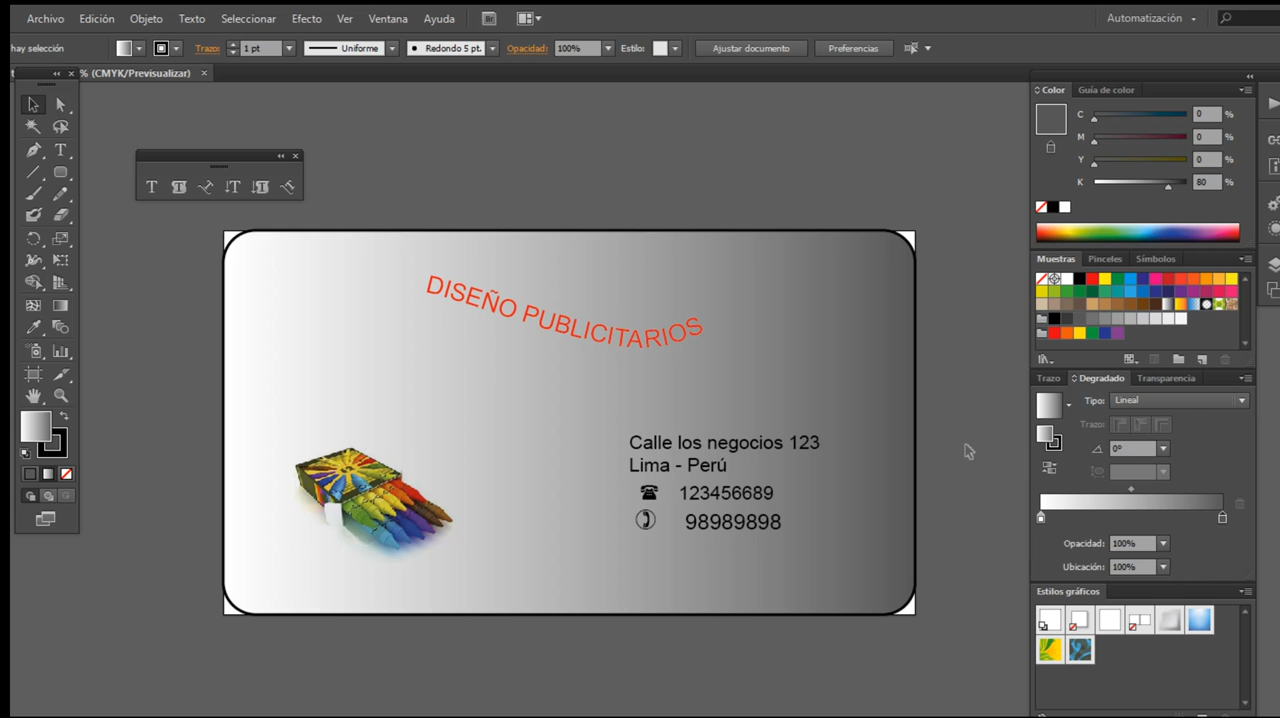 Archivo Edición Objeto Texto Seleccionar Efecto Ver Ventana Ayuda Br Automatización
hay selección Trazo: 1 pt Uniforme Redondo 5 pt. Opacidad: 100% Estilo: Ajustar documento Preferencias
% (CMYK/Previsualizar)
Color Guía de color
C 0 %
M 0 %
Y 0 %
K 80 %
Muestras Pinceles Símbolos
DISEÑO PUBLICITARIOS
Trazo Degradado Transparencia
Tipo: Lineal
Trazo:
0°
Calle los negocios 123
Lima - Perú
123456689
98989898
Opacidad: 100%
Ubicación: 100%
Estilos gráficos